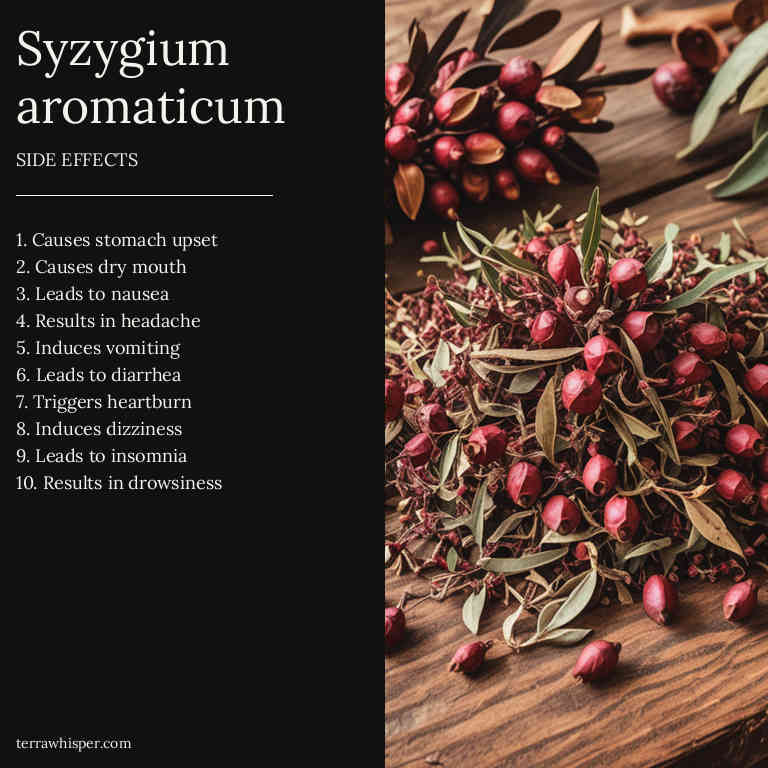 Syzygium
aromaticum
SIDE EFFECTS
1. Causes stomach upset
2. Causes dry mouth
3. Leads to nausea
4. Results in headache
5. Induces vomiting
6. Leads to diarrhea
7. Triggers heartburn
8. Induces dizziness
9. Leads to insomnia
10. Results in drowsiness
terrawhisper.com